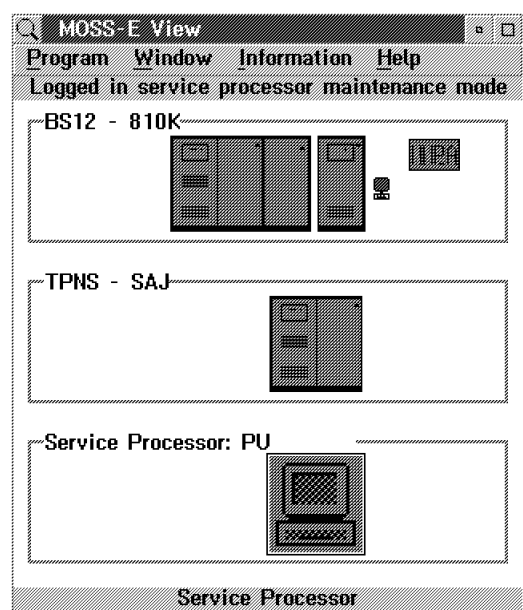 MOSS-E View
Program Window Information Help
Logged in service processor maintenance mode
BS12 - 810K
TPNS - SAJ
Service Processor: PU
Service Processor